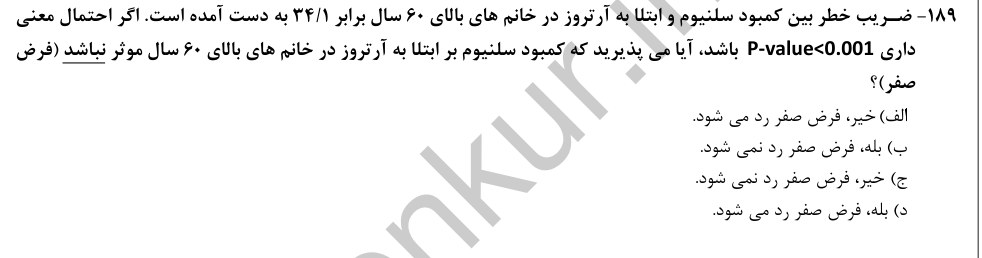 ۱۸۹- ضــریب خطر بین کمبود سلنیوم و ابتلا به آرتروز در خانم های بالای ۶۰ سال برابر ۳۴/۱ به دست آمده است. اگر احتمال معنی
داری P-value<0.001 باشد، آیا می پذیرید که کمبود سلنیوم بر ابتلا به آرتروز در خانم های بالای ۶۰ سال موثر نباشد (فرض
صفر)؟
الف) خیر، فرض صفر رد می شود.
ب) بله، فرض صفر رد نمی شود.
ج) خیر، فرض صفر رد نمی شود.
د) بله، فرض صفر رد می شود.